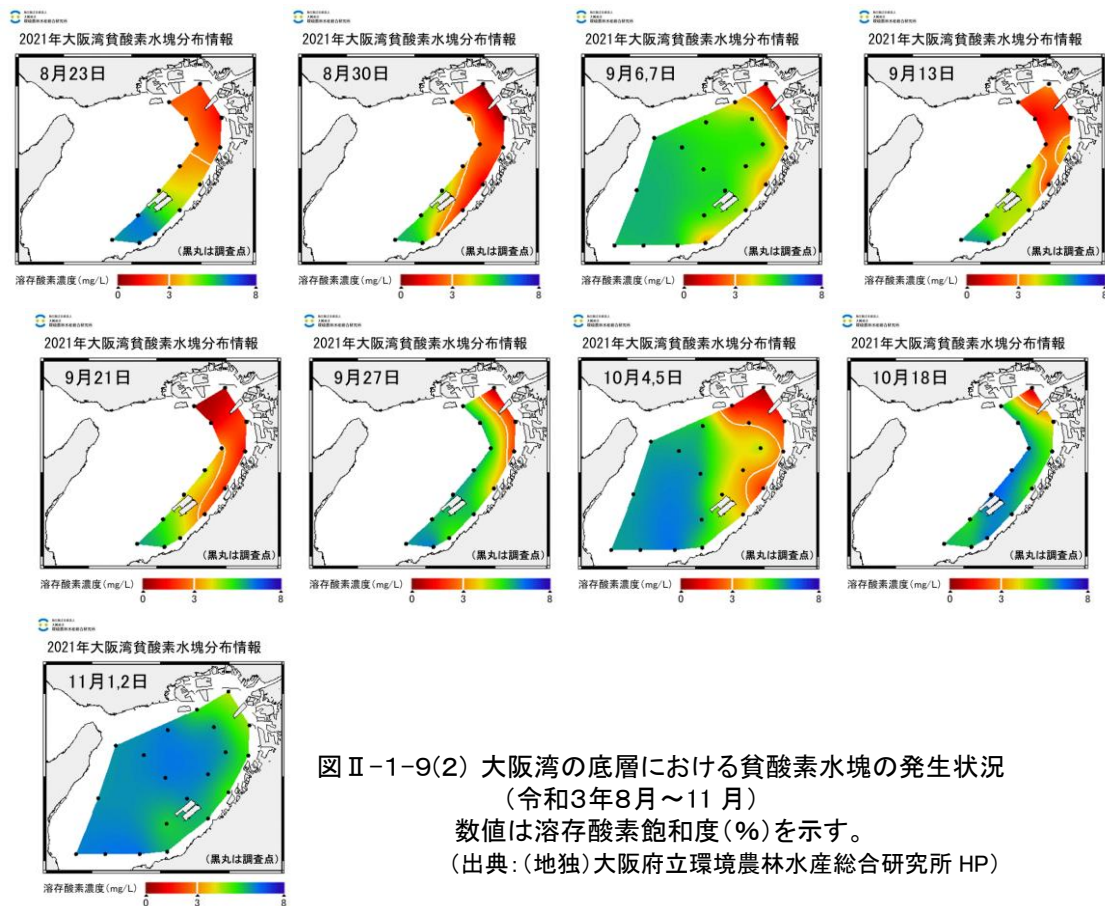 2021年大阪湾貧酸素水塊分布情報
8月23日
(黒丸は調査点)
溶存酸素濃度(mg/L)
0 3 8
2021年大阪湾貧酸素水塊分布情報
8月30日
(黒丸は調査点)
溶存酸素濃度(mg/L)
0 3 8
2021年大阪湾貧酸素水塊分布情報
9月6,7日
(黒丸は調査点)
溶存酸素濃度(mg/L)
0 3 8
2021年大阪湾貧酸素水塊分布情報
9月13日
(黒丸は調査点)
溶存酸素濃度(mg/L)
0 3 8
2021年大阪湾貧酸素水塊分布情報
9月21日
(黒丸は調査点)
溶存酸素濃度(mg/L)
0 3 8
2021年大阪湾貧酸素水塊分布情報
9月27日
(黒丸は調査点)
溶存酸素濃度(mg/L)
0 3 8
2021年大阪湾貧酸素水塊分布情報
10月4,5日
(黒丸は調査点)
溶存酸素濃度(mg/L)
0 3 8
2021年大阪湾貧酸素水塊分布情報
10月18日
(黒丸は調査点)
溶存酸素濃度(mg/L)
0 3 8
2021年大阪湾貧酸素水塊分布情報
11月1,2日
(黒丸は調査点)
溶存酸素濃度(mg/L)
0 3 8
図Ⅱ-1-9(2) 大阪湾の底層における貧酸素水塊の発生状況
(令和3年8月~11 月)
数値は溶存酸素飽和度(%)を示す。
(出典:(地独)大阪府立環境農林水産総合研究所 HP)